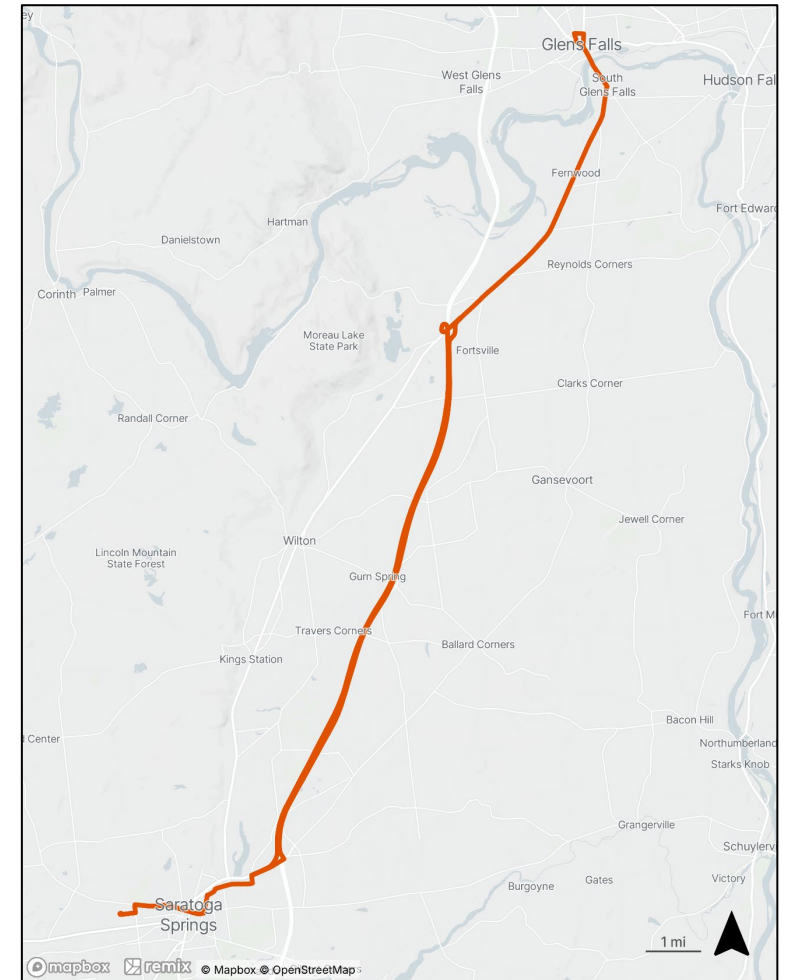 ey
Glens Falls
West Glens
Falls
South
Glens Falls
Hudson Fal
Fernwood
Fort Edward
Hartman
Danielstown
Reynolds Corners
Corinth
Palmer
Moreau Lake
State Park
Fortsville
Clarks Corner
Randall Corner
Gansevoort
Jewell Corner
Wilton
Lincoln Mountain
State Forest
Gurn Spring
Fort M
Travers Corners
Ballard Corners
Kings Station
Bacon Hill
d Center
Northumberland
Starks Knob
Grangerville
Schuylerv
Victory
Gates
Burgoyne
Saratoga
Springs
1 mi
mapbox
remix
© Mapbox © OpenStreetMap